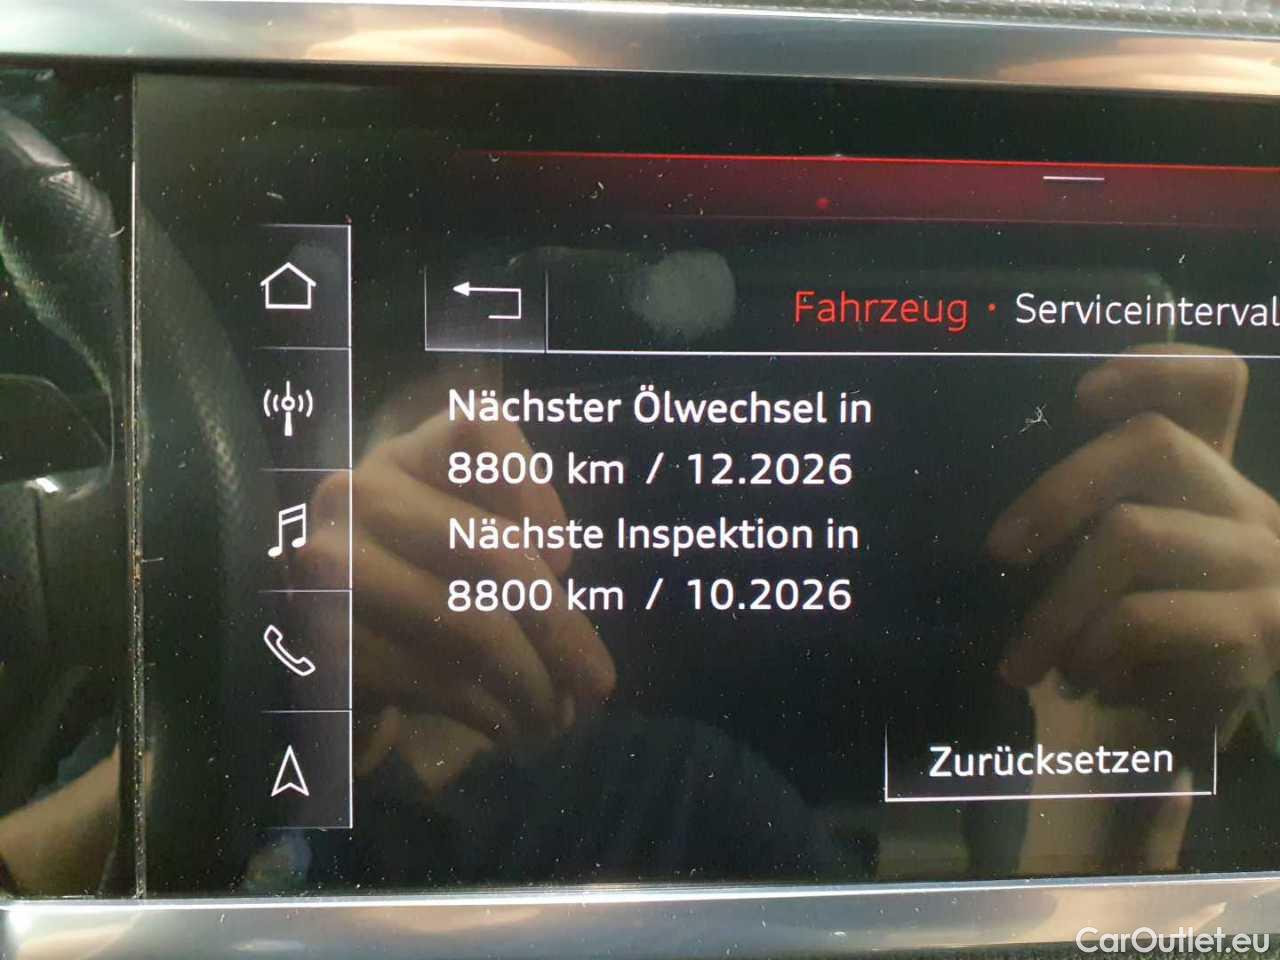 Fahrzeug · Serviceinterval
Nächster Ölwechsel in
8800 km / 12.2026
Nächste Inspektion in
8800 km / 10.2026
Zurücksetzen
CarOutlet.eu